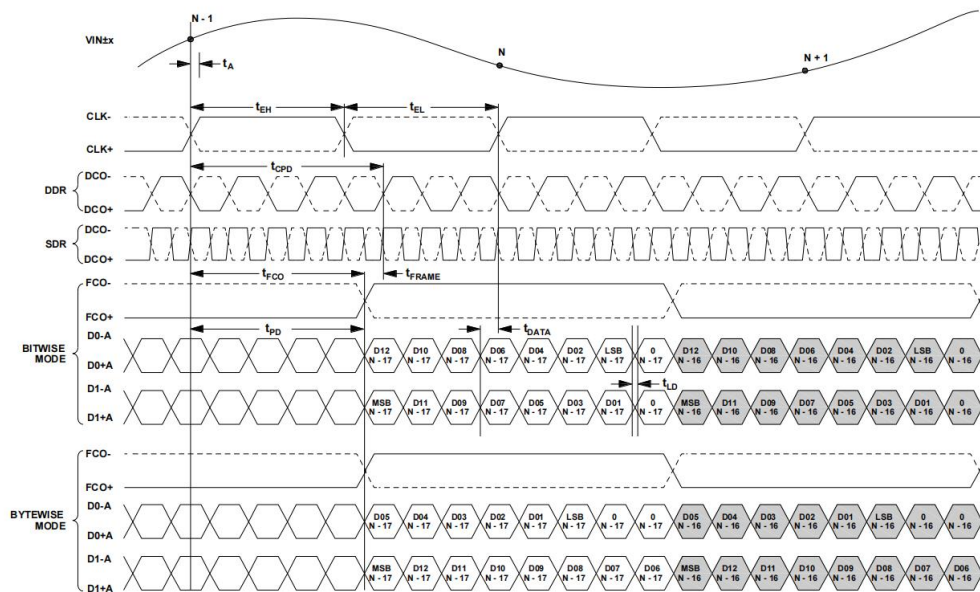 N - 1
VIN±x
N
N + 1
tA
tEH
tEL
CLK-
CLK+
tCPD
DDR
DCO-
DCO+
SDR
DCO-
DCO+
tFCO
tFRAME
FCO-
FCO+
tPD
tDATA
BITWISE MODE
D0-A
D0+A
D12 N - 17 D10 N - 17 D08 N - 17 D06 N - 17 D04 N - 17 D02 N - 17 LSB N - 17 0 N - 17 D12 N - 16 D10 N - 16 D08 N - 16 D06 N - 16 D04 N - 16 D02 N - 16 LSB N - 16 0 N - 16
tLD
D1-A
D1+A
MSB N - 17 D11 N - 17 D09 N - 17 D07 N - 17 D05 N - 17 D03 N - 17 D01 N - 17 0 N - 17 MSB N - 16 D11 N - 16 D09 N - 16 D07 N - 16 D05 N - 16 D03 N - 16 D01 N - 16 0 N - 16
FCO-
FCO+
BYTEWISE MODE
D0-A
D0+A
D05 N - 17 D04 N - 17 D03 N - 17 D02 N - 17 D01 N - 17 LSB N - 17 0 N - 17 0 N - 17 D05 N - 16 D04 N - 16 D03 N - 16 D02 N - 16 D01 N - 16 LSB N - 16 0 N - 16 0 N - 16
D1-A
D1+A
MSB N - 17 D12 N - 17 D11 N - 17 D10 N - 17 D09 N - 17 D08 N - 17 D07 N - 17 D06 N - 17 MSB N - 16 D12 N - 16 D11 N - 16 D10 N - 16 D09 N - 16 D08 N - 16 D07 N - 16 D06 N - 16